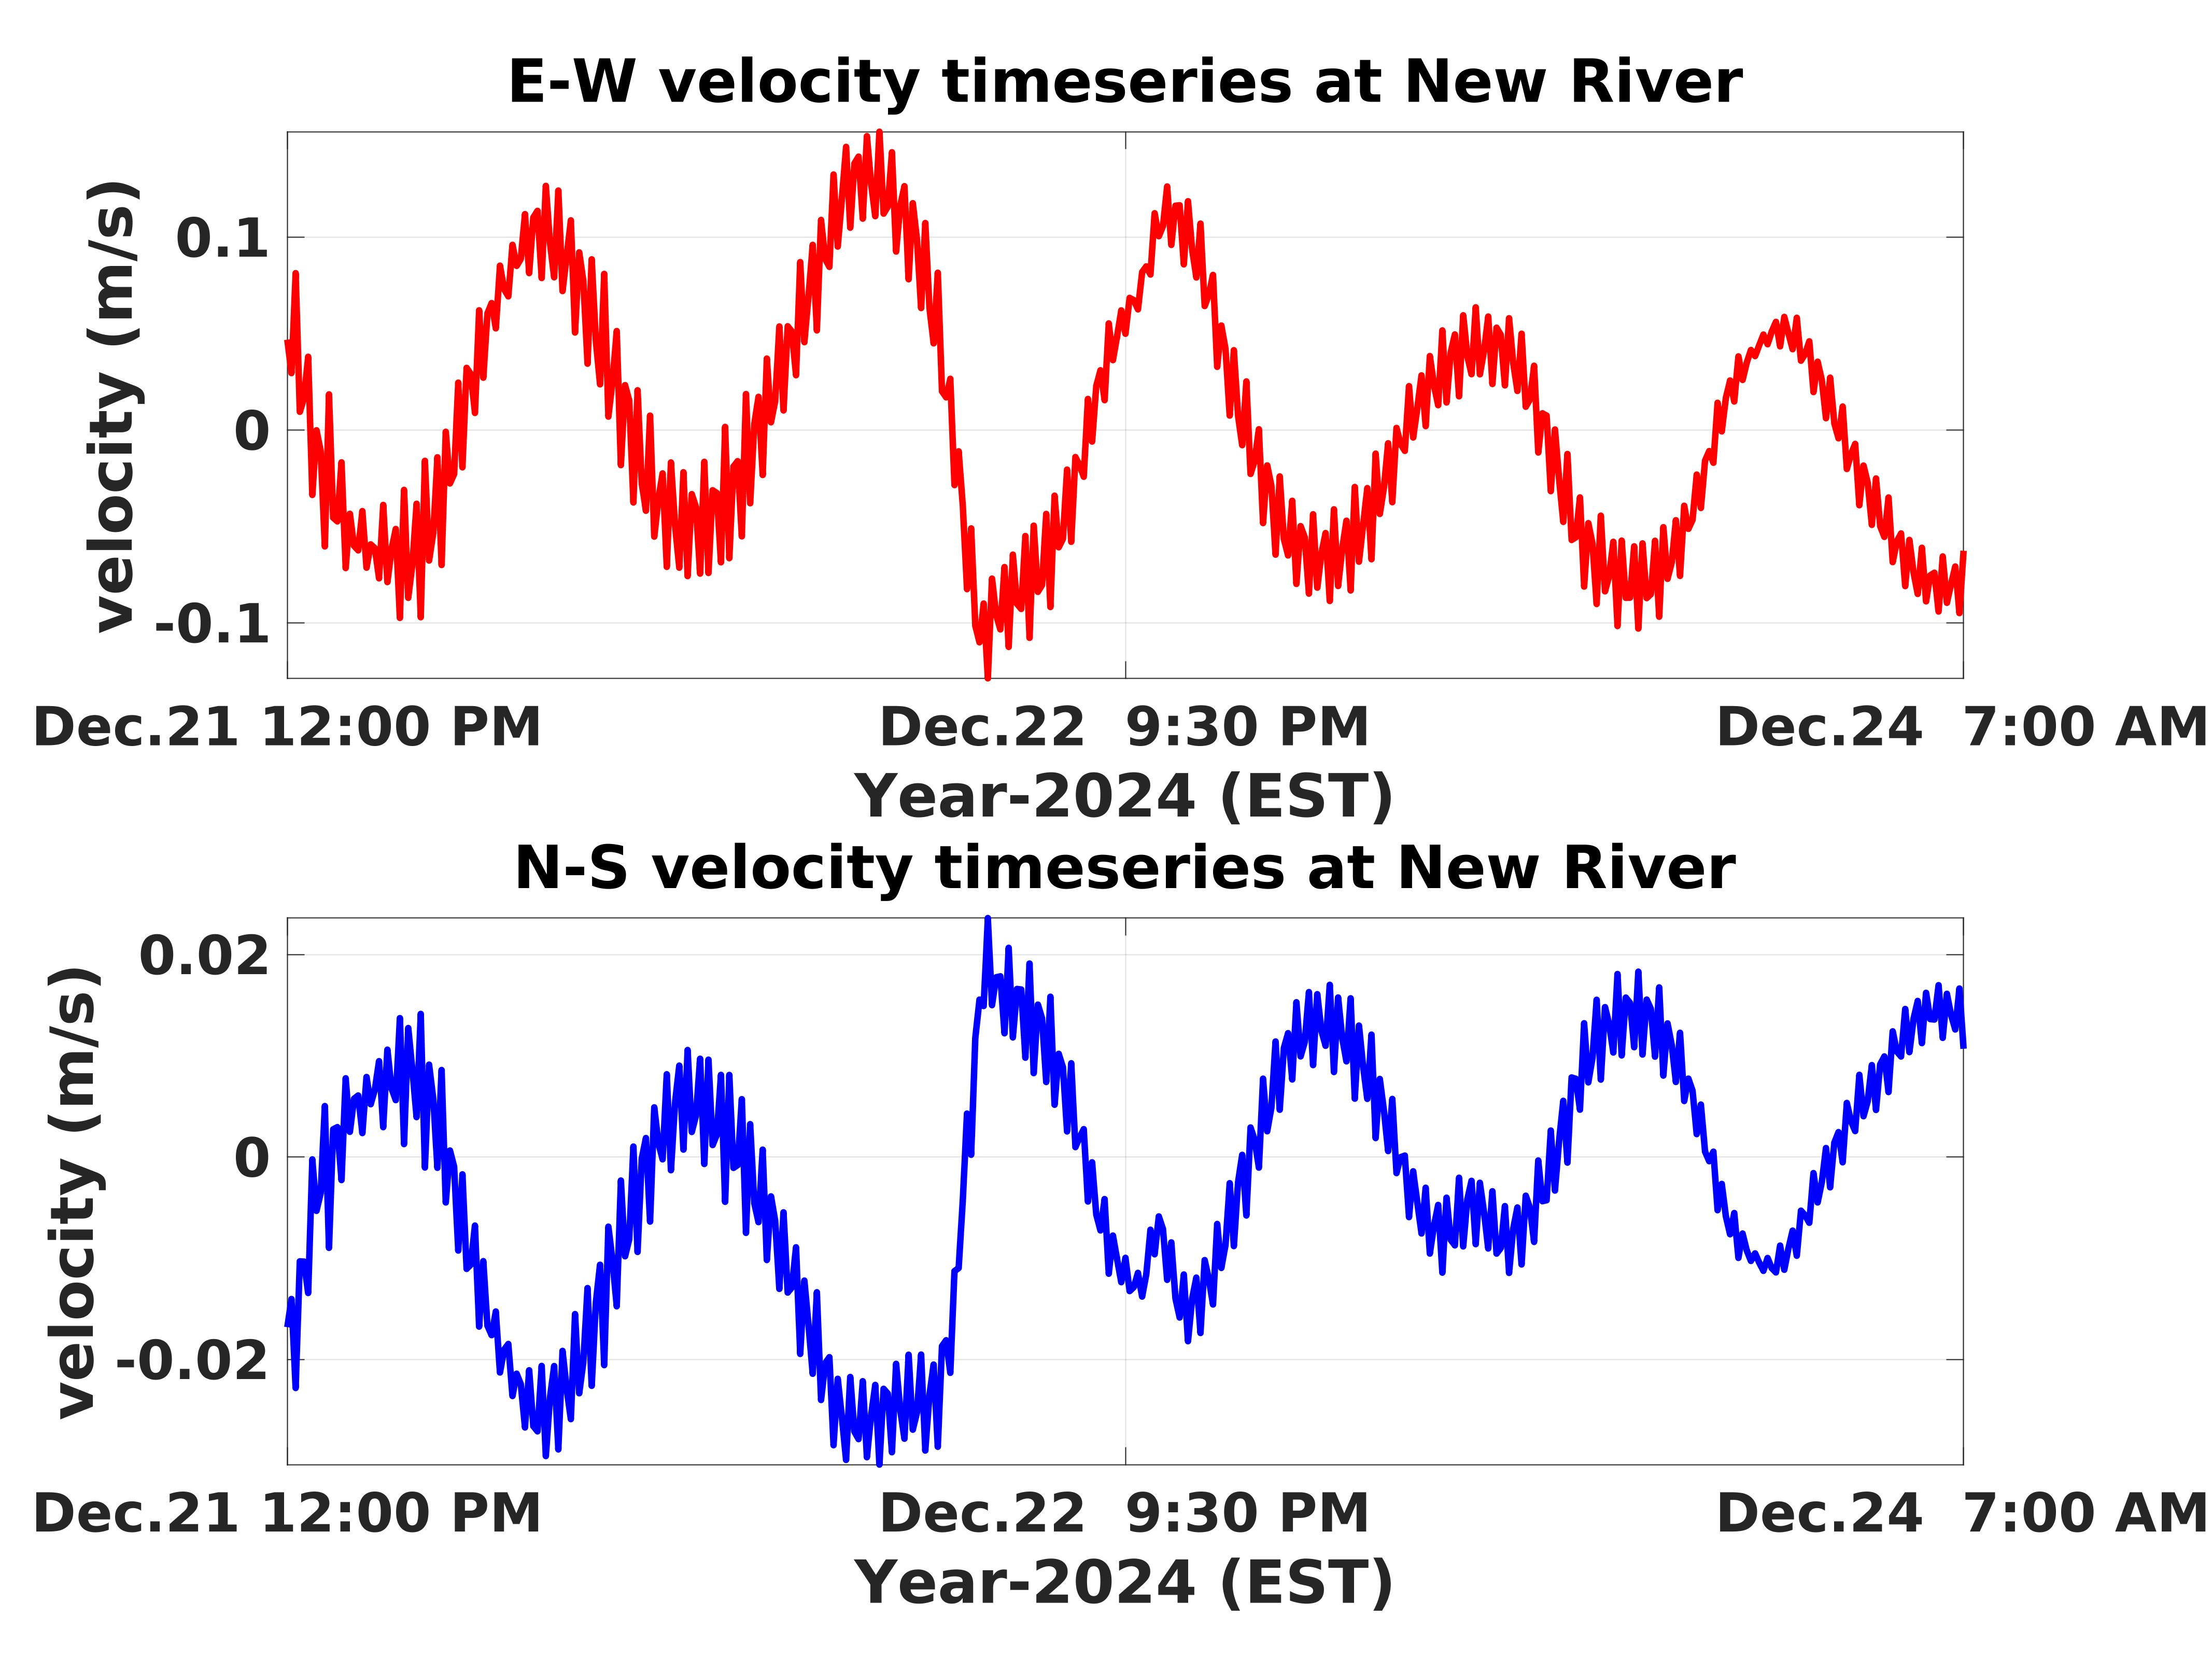 E-W velocity timeseries at New River
velocity (m/s)
0.1
0
-0.1
Dec.21 12:00 PM Dec.22 9:30 PM Dec.24 7:00 AM
Year-2024 (EST)
N-S velocity timeseries at New River
velocity (m/s)
0.02
0
-0.02
Dec.21 12:00 PM Dec.22 9:30 PM Dec.24 7:00 AM
Year-2024 (EST)